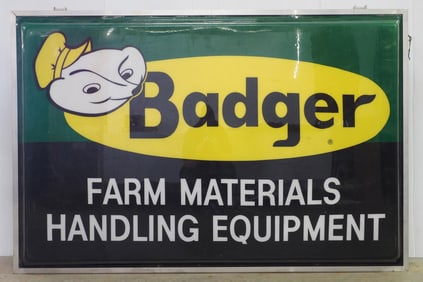 Badger
®
FARM MATERIALS
HANDLING EQUIPMENT